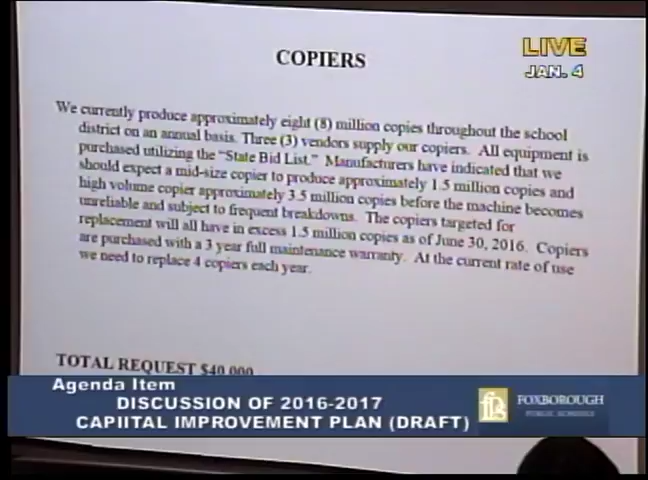 COPIERS
LIVE
JAN. 4
We currently produce approximately eight (8) million copies throughout the school
district on an annual basis. Three (3) vendors supply our copiers. All equipment is
purchased utilizing the “State Bid List.” Manufacturers have indicated that we
should expect a mid-size copier to produce approximately 1.5 million copies and
high volume copier approximately 3.5 million copies before the machine becomes
unreliable and subject to frequent breakdowns. The copiers targeted for
replacement will all have in excess 1.5 million copies as of June 30, 2016. Copiers
are purchased with a 3 year full maintenance warranty. At the current rate of use
we need to replace 4 copiers each year.
TOTAL REQUEST $40,000
Agenda Item
DISCUSSION OF 2016-2017
CAPIITAL IMPROVEMENT PLAN (DRAFT)
fps
FOXBOROUGH
PUBLIC SCHOOLS